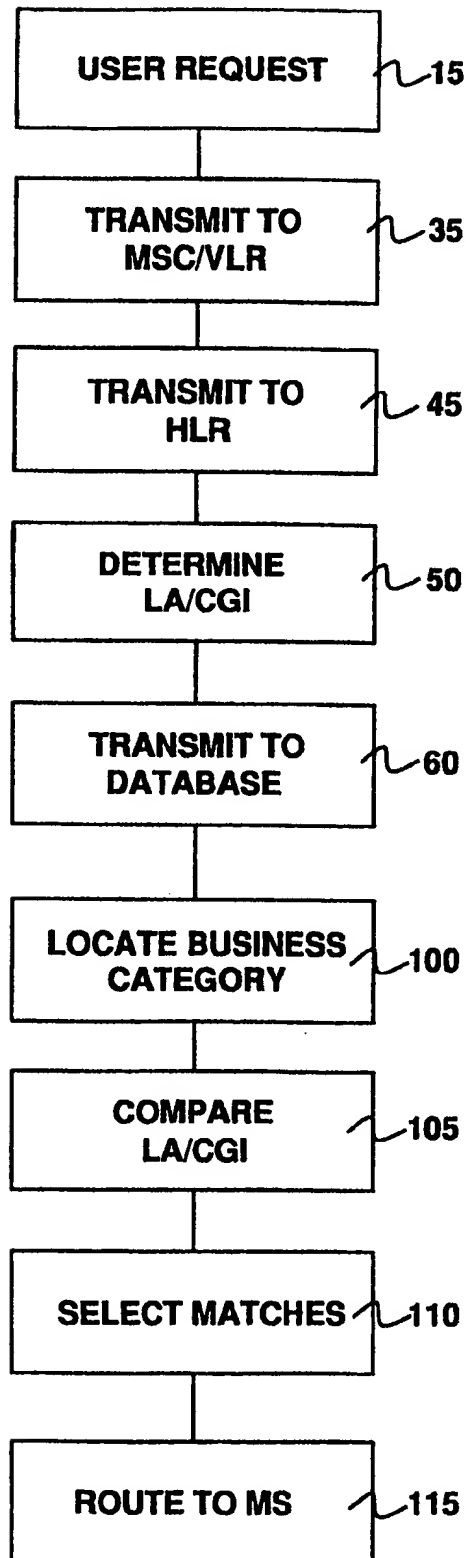 USER REQUEST 15
TRANSMIT TO
MSC/VLR 35
TRANSMIT TO
HLR 45
DETERMINE
LA/CGI 50
TRANSMIT TO
DATABASE 60
LOCATE BUSINESS
CATEGORY 100
COMPARE
LA/CGI 105
SELECT MATCHES 110
ROUTE TO MS 115